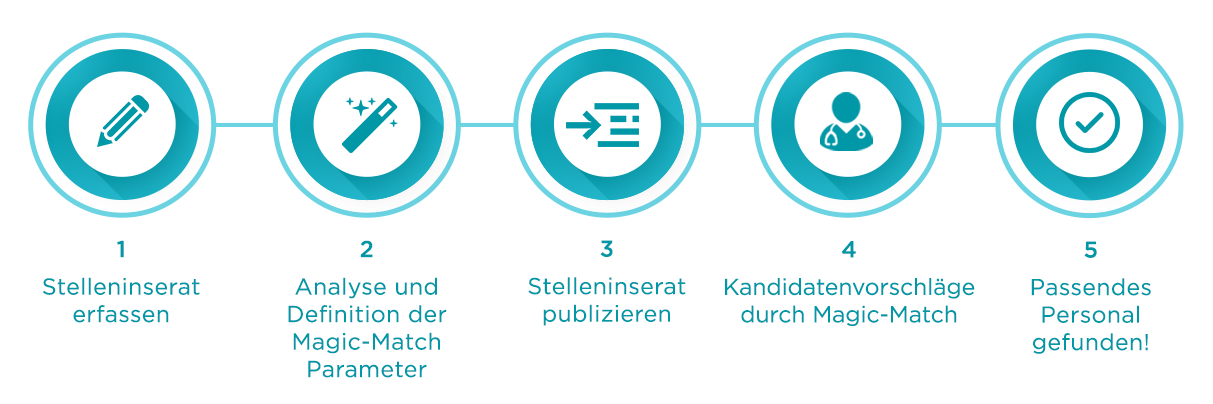 1
Stelleninserat
erfassen
2
Analyse und
Definition der
Magic-Match
Parameter
3
Stelleninserat
publizieren
4
Kandidatenvorschläge
durch Magic-Match
5
Passendes
Personal
gefunden!